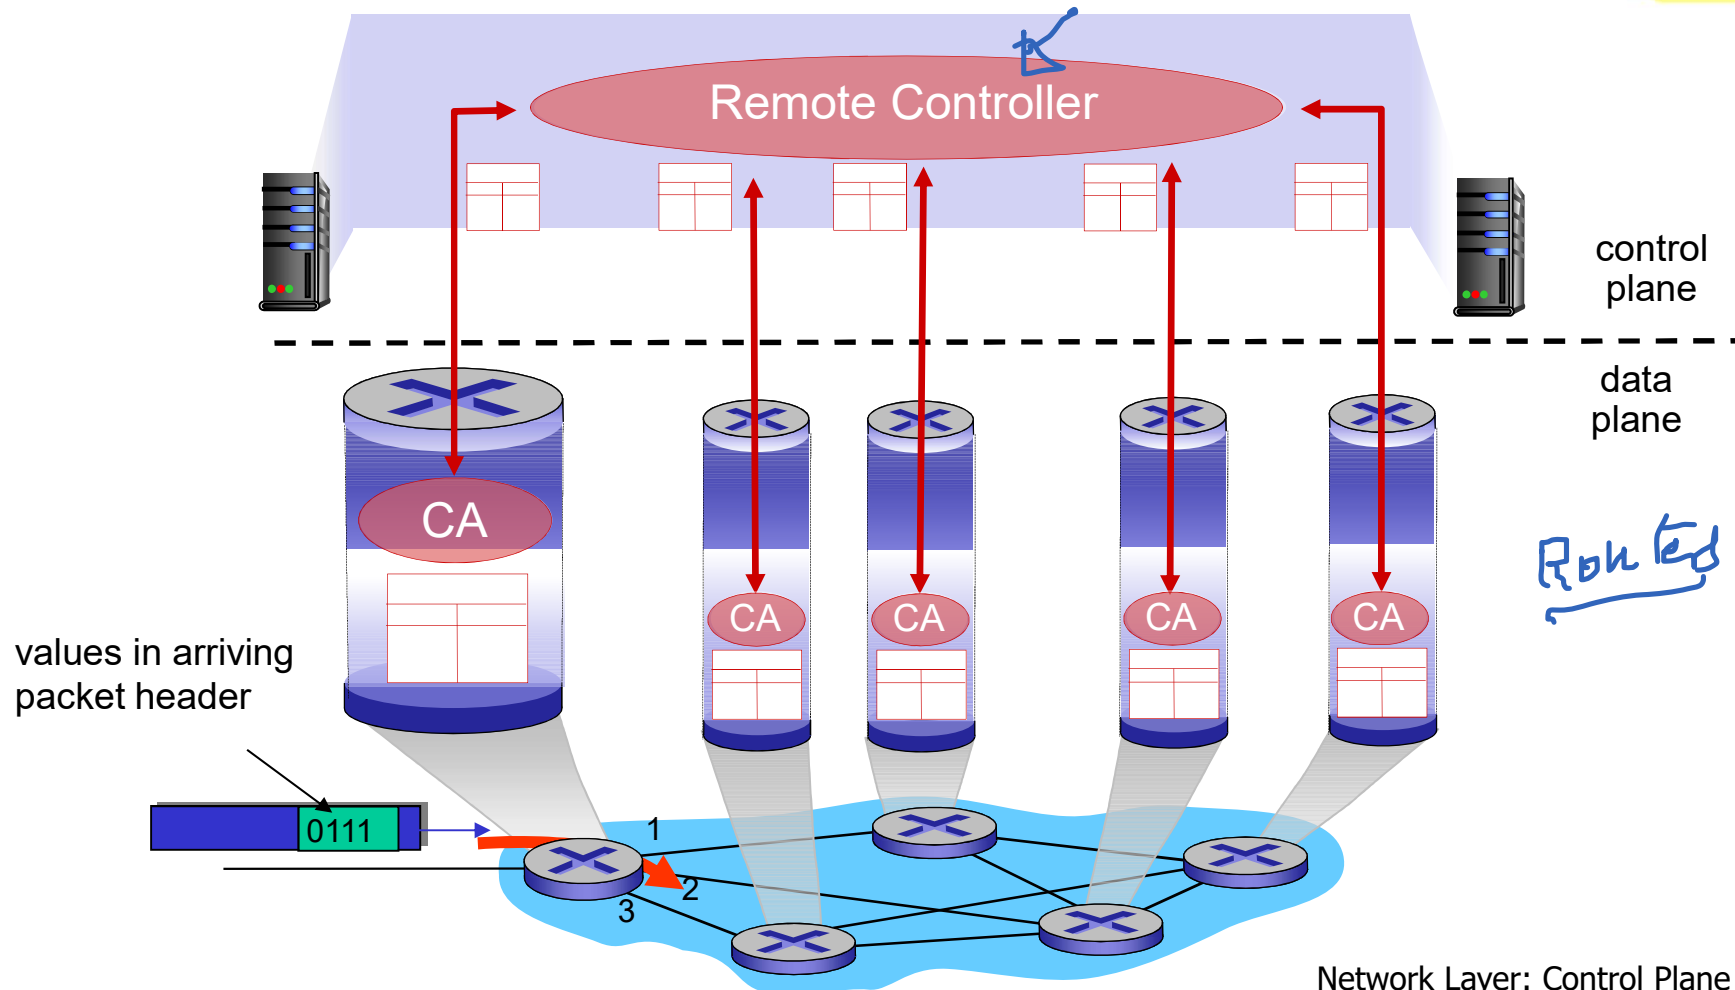 Remote Controller
control
plane
data
plane
CA
CA
CA
CA
CA
values in arriving
packet header
0111
1
2
3
Network Layer: Control Plane